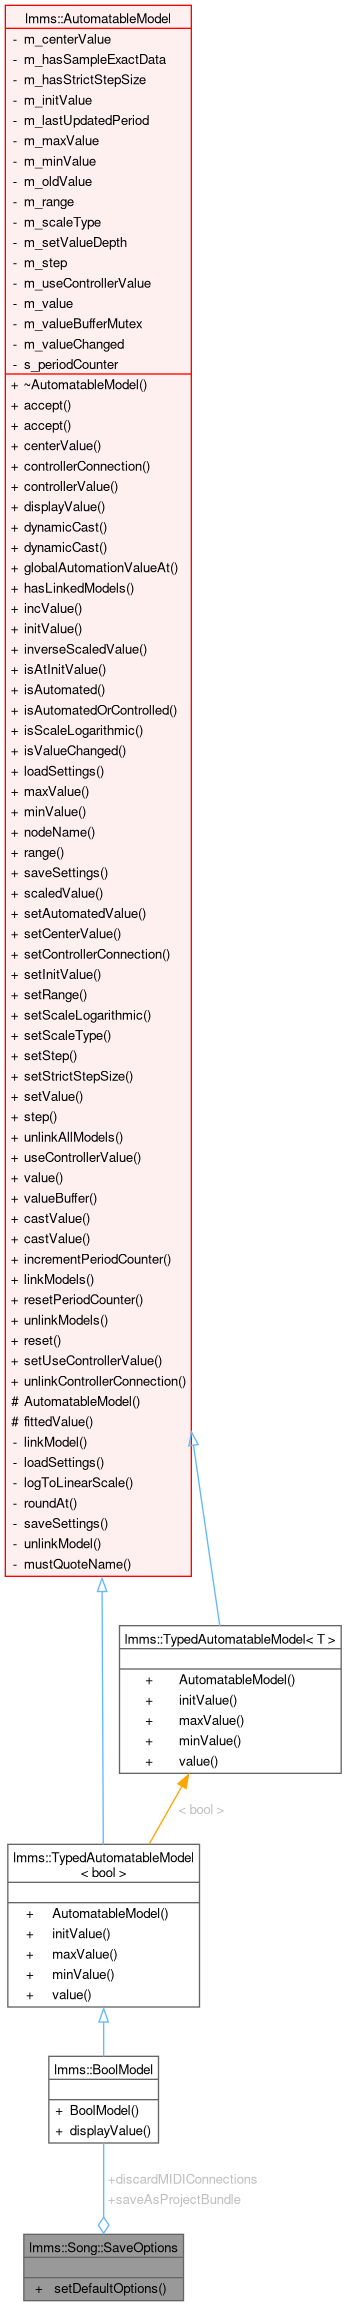 lmms::AutomatableModel
- m_centerValue
- m_hasSampleExactData
- m_hasStrictStepSize
- m_initValue
- m_lastUpdatedPeriod
- m_maxValue
- m_minValue
- m_oldValue
- m_range
- m_scaleType
- m_setValueDepth
- m_step
- m_useControllerValue
- m_value
- m_valueBufferMutex
- m_valueChanged
- s_periodCounter
+ ~AutomatableModel()
+ accept()
+ accept()
+ centerValue()
+ controllerConnection()
+ controllerValue()
+ displayValue()
+ dynamicCast()
+ dynamicCast()
+ globalAutomationValueAt()
+ hasLinkedModels()
+ incValue()
+ initValue()
+ inverseScaledValue()
+ isAtInitValue()
+ isAutomated()
+ isAutomatedOrControlled()
+ isScaleLogarithmic()
+ isValueChanged()
+ loadSettings()
+ maxValue()
+ minValue()
+ nodeName()
+ range()
+ saveSettings()
+ scaledValue()
+ setAutomatedValue()
+ setCenterValue()
+ setControllerConnection()
+ setInitValue()
+ setRange()
+ setScaleLogarithmic()
+ setScaleType()
+ setStep()
+ setStrictStepSize()
+ setValue()
+ step()
+ unlinkAllModels()
+ useControllerValue()
+ value()
+ valueBuffer()
+ castValue()
+ castValue()
+ incrementPeriodCounter()
+ linkModels()
+ resetPeriodCounter()
+ unlinkModels()
+ reset()
+ setUseControllerValue()
+ unlinkControllerConnection()
# AutomatableModel()
# fittedValue()
- linkModel()
- loadSettings()
- logToLinearScale()
- roundAt()
- saveSettings()
- unlinkModel()
- mustQuoteName()
lmms::TypedAutomatableModel< T >
+ AutomatableModel()
+ initValue()
+ maxValue()
+ minValue()
+ value()
< bool >
lmms::TypedAutomatableModel
< bool >
+ AutomatableModel()
+ initValue()
+ maxValue()
+ minValue()
+ value()
lmms::BoolModel
+ BoolModel()
+ displayValue()
+discardMIDIConnections
+saveAsProjectBundle
lmms::Song::SaveOptions
+ setDefaultOptions()